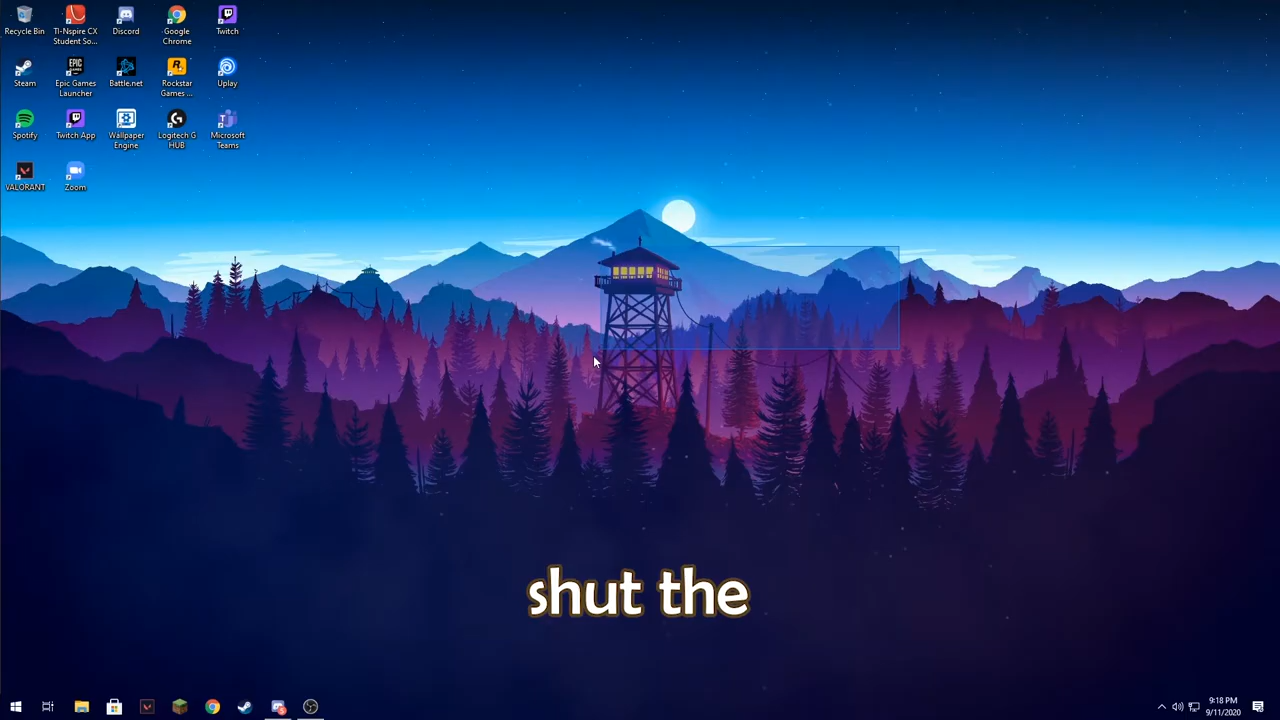 Recycle Bin
TI-Nspire CX
Student So...
Discord
Google
Chrome
Twitch
Steam
Epic Games
Launcher
Battle.net
Rockstar
Games ...
Uplay
Spotify
Twitch App
Wallpaper
Engine
Logitech G
HUB
Microsoft
Teams
VALORANT
Zoom
shut the
9:18 PM
9/11/2020